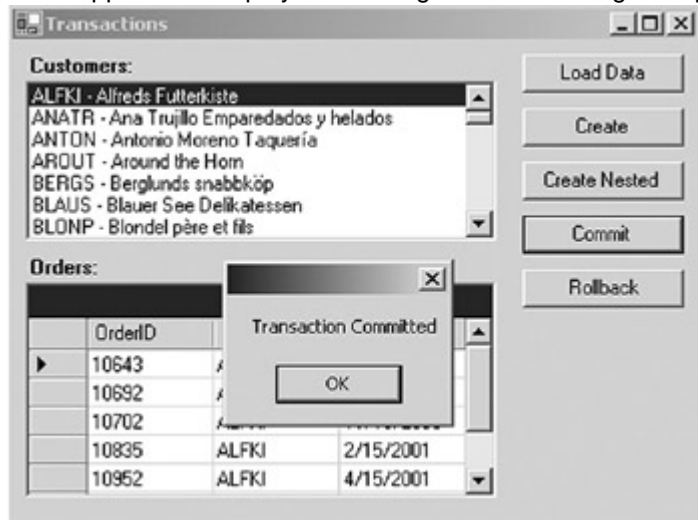 Transactions
Customers:
ALFKI - Alfreds Futterkiste
ANATR - Ana Trujillo Emparedados y helados
ANTON - Antonio Moreno Taquería
AROUT - Around the Horn
BERGS - Berglunds snabbköp
BLAUS - Blauer See Delikatessen
BLONP - Blondel père et fils
Load Data
Create
Create Nested
Commit
Rollback
Orders:
Transaction Committed
OK
OrderID
10643
10692
10702
10835 ALFKI 2/15/2001
10952 ALFKI 4/15/2001